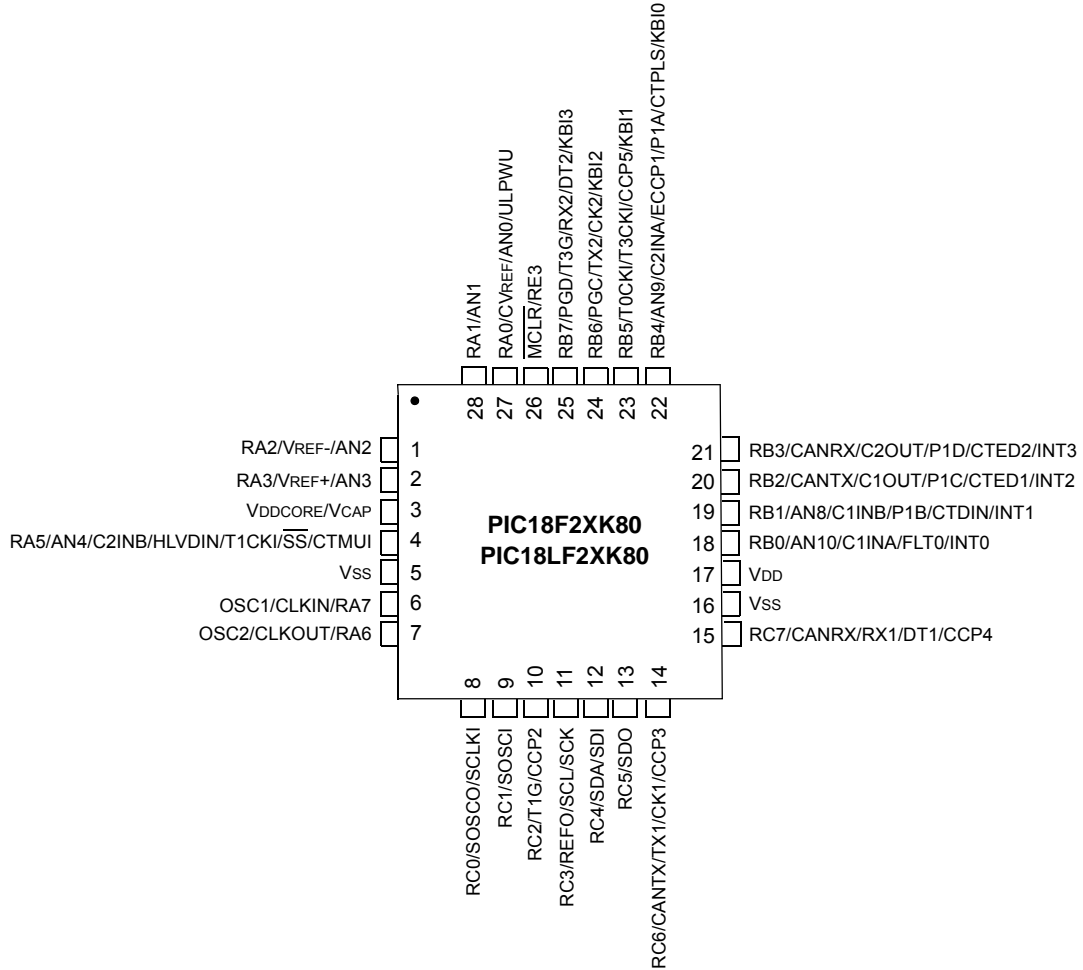 RA1/AN1
RA0/CVREF/AN0/ULPWU
MCLR/RE3
RB7/PGD/T3G/RX2/DT2/KBI3
RB6/PGC/TX2/CK2/KBI2
RB5/T0CKI/T3CKI/CCP5/KBI1
RB4/AN9/C2INA/ECCP1/P1A/CTPLS/KBI0
28 27 26 25 24 23 22
RA2/VREF-/AN2 1
RA3/VREF+/AN3 2
VDDCORE/VCAP 3
RA5/AN4/C2INB/HLVDIN/T1CKI/SS/CTMUI 4
VSS 5
OSC1/CLKIN/RA7 6
OSC2/CLKOUT/RA6 7
PIC18F2XK80
PIC18LF2XK80
21 RB3/CANRX/C2OUT/P1D/CTED2/INT3
20 RB2/CANTX/C1OUT/P1C/CTED1/INT2
19 RB1/AN8/C1INB/P1B/CTDIN/INT1
18 RB0/AN10/C1INA/FLT0/INT0
17 VDD
16 VSS
15 RC7/CANRX/RX1/DT1/CCP4
8 9 10 11 12 13 14
RC0/SOSCO/SCLKI
RC1/SOSCI
RC2/T1G/CCP2
RC3/REFO/SCL/SCK
RC4/SDA/SDI
RC5/SDO
RC6/CANTX/TX1/CK1/CCP3